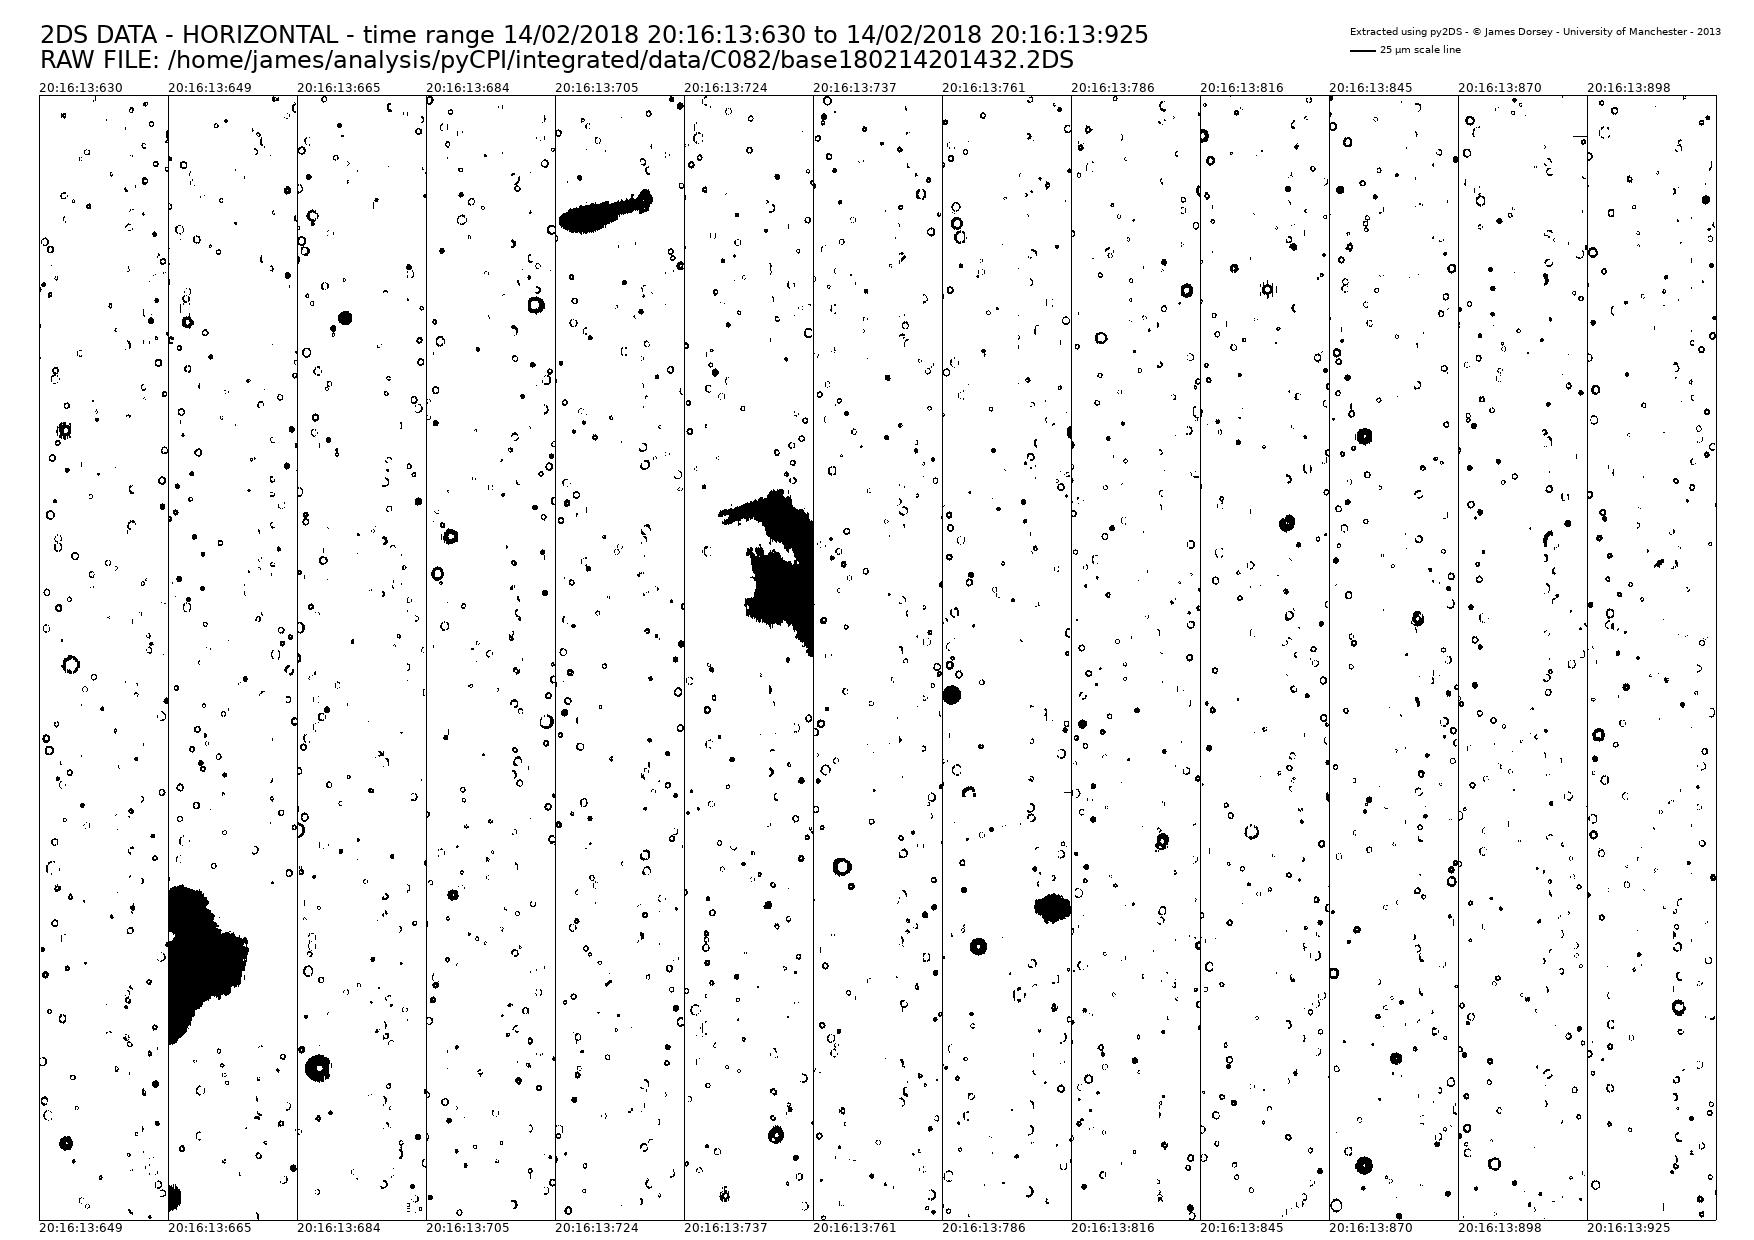 2DS DATA - HORIZONTAL - time range 14/02/2018 20:16:13:630 to 14/02/2018 20:16:13:925
RAW FILE: /home/james/analysis/pyCPI/integrated/data/C082/base180214201432.2DS
Extracted using py2DS - © James Dorsey - University of Manchester - 2013
25 μm scale line
20:16:13:630 20:16:13:649 20:16:13:665 20:16:13:684 20:16:13:705 20:16:13:724 20:16:13:737 20:16:13:761 20:16:13:786 20:16:13:816 20:16:13:845 20:16:13:870 20:16:13:898
20:16:13:649 20:16:13:665 20:16:13:684 20:16:13:705 20:16:13:724 20:16:13:737 20:16:13:761 20:16:13:786 20:16:13:816 20:16:13:845 20:16:13:870 20:16:13:898 20:16:13:925